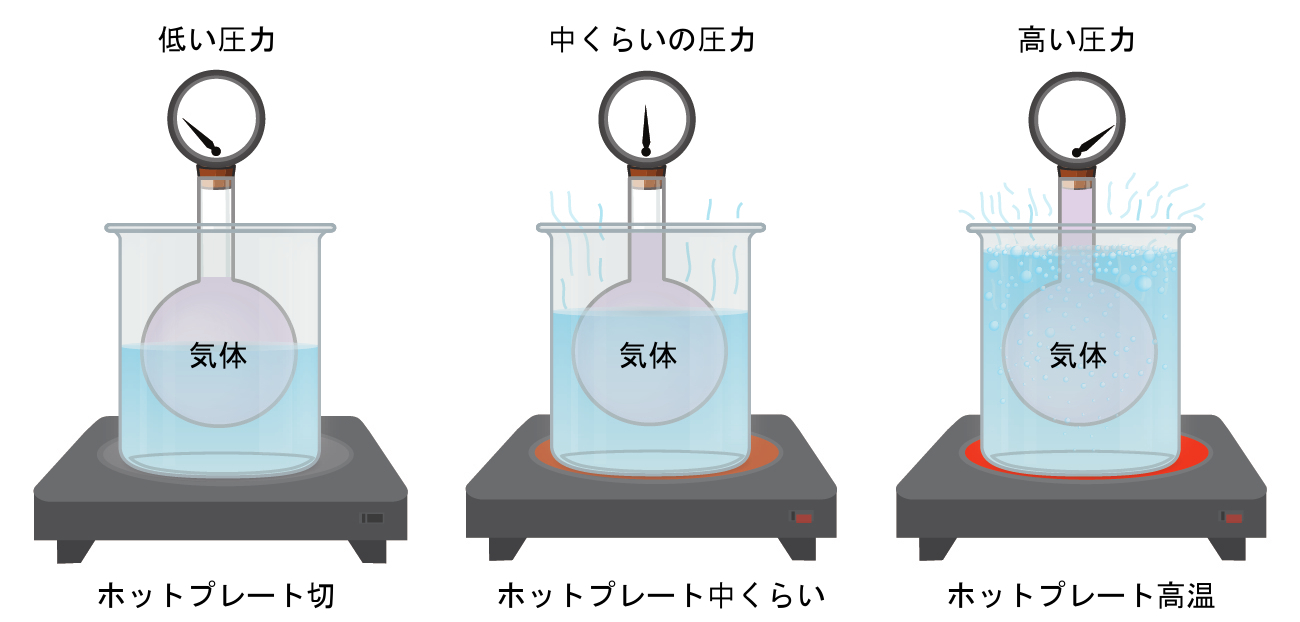 低い圧力
中くらいの圧力
高い圧力
気体
気体
気体
ホットプレート切
ホットプレート中くらい
ホットプレート高温